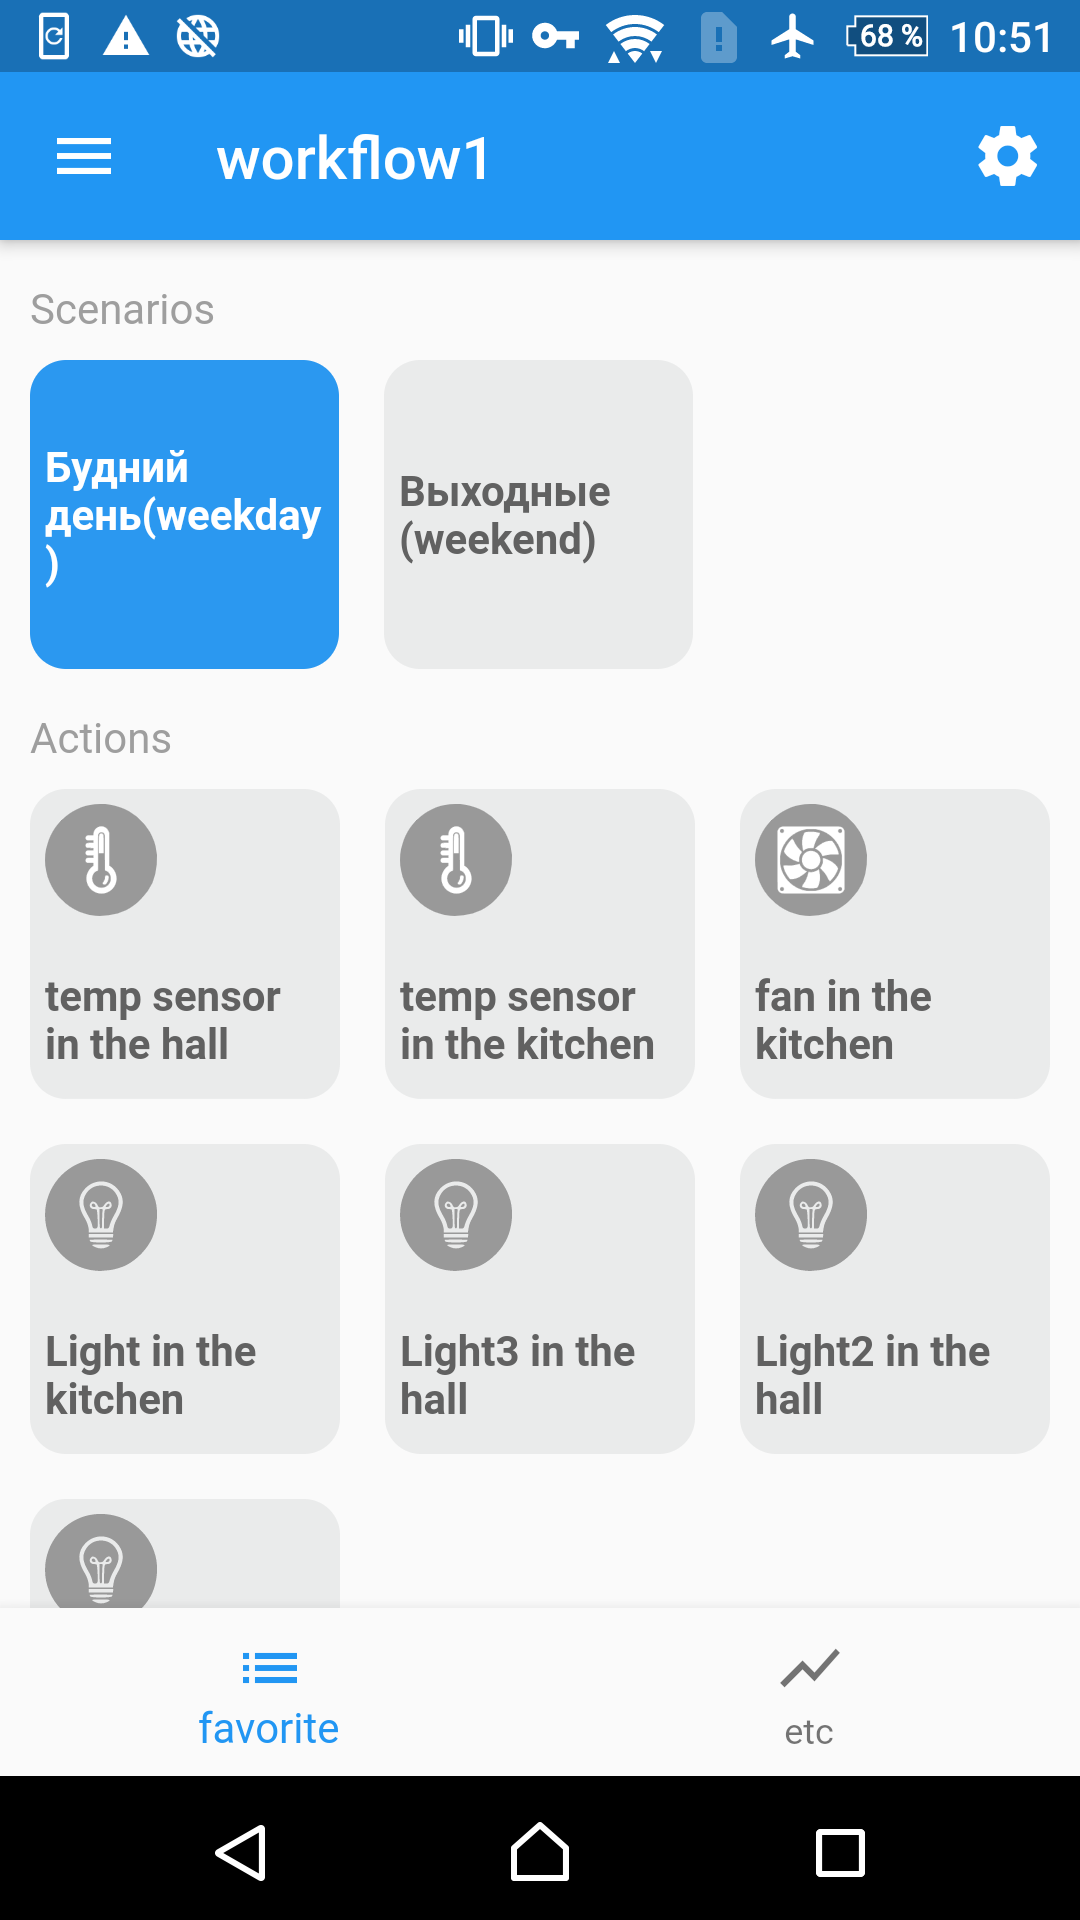 68 % 10:51
workflow1
Scenarios
Будний
день(weekday
)
Выходные
(weekend)
Actions
temp sensor
in the hall
temp sensor
in the kitchen
fan in the
kitchen
Light in the
kitchen
Light3 in the
hall
Light2 in the
hall
favorite
etc